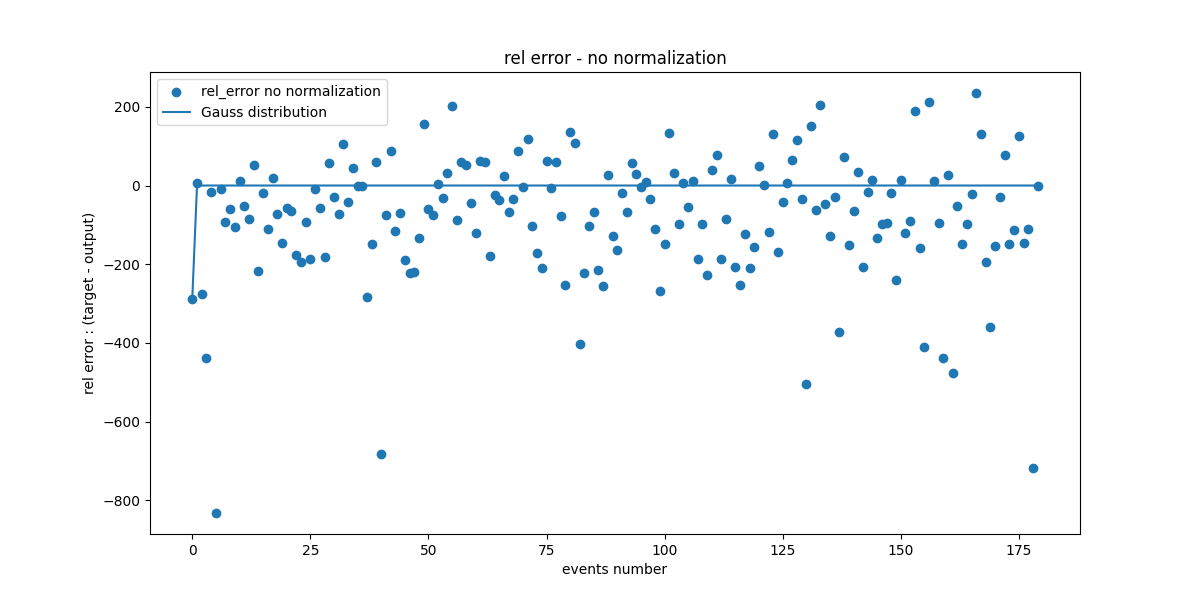 rel error - no normalization
rel_error no normalization
Gauss distribution
200
0
−200
−400
−600
−800
rel error : (target - output)
0 25 50 75 100 125 150 175
events number